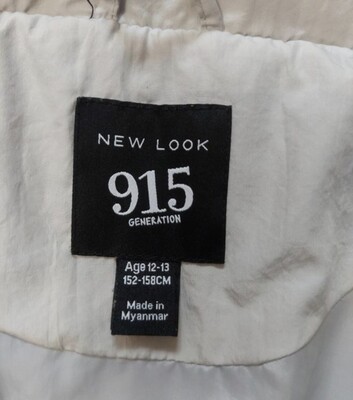 NEW LOOK
915
GENERATION
Age 12-13
152-158CM
Made in
Myanmar